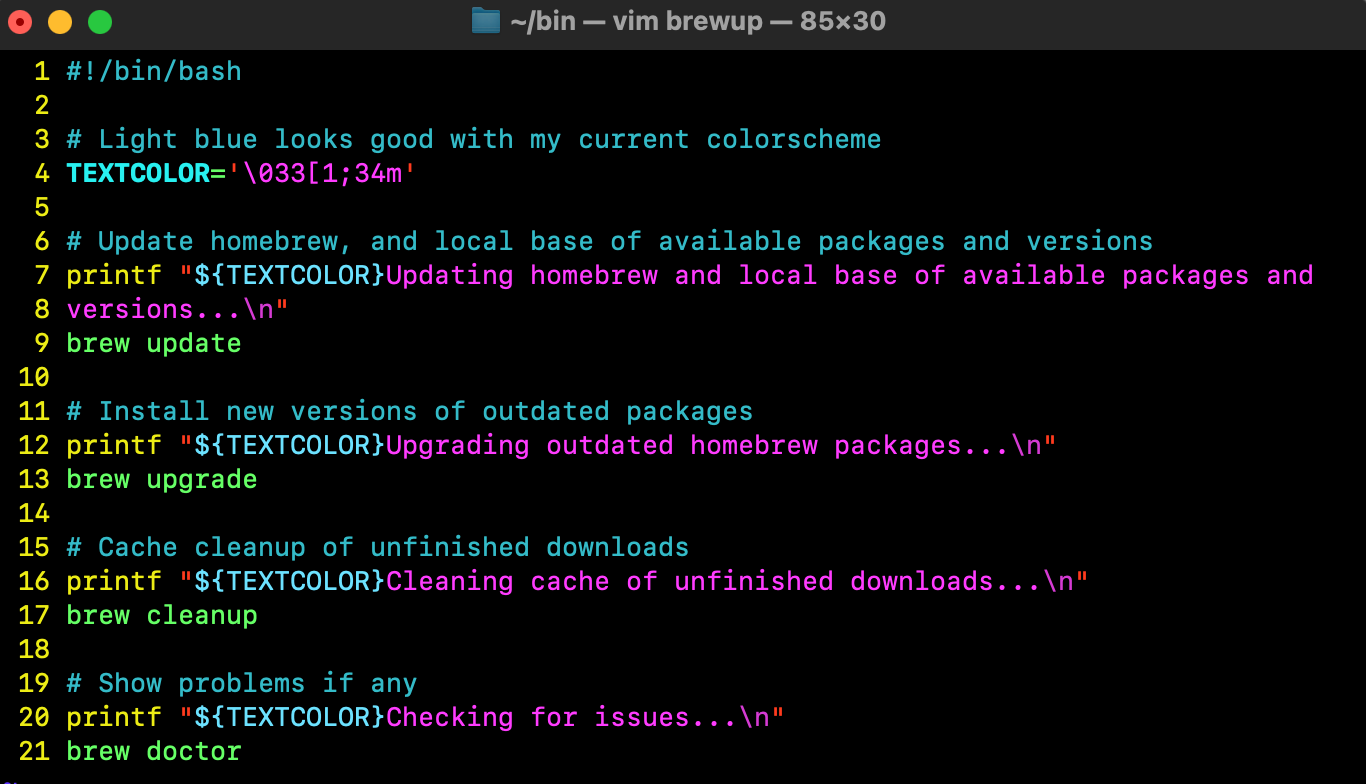 ~/bin — vim brewup — 85×30
1 #!/bin/bash
2
3 # Light blue looks good with my current colorscheme
4 TEXTCOLOR='\033[1;34m'
5
6 # Update homebrew, and local base of available packages and versions
7 printf "${TEXTCOLOR}Updating homebrew and local base of available packages and
8 versions...\n"
9 brew update
10
11 # Install new versions of outdated packages
12 printf "${TEXTCOLOR}Upgrading outdated homebrew packages...\n"
13 brew upgrade
14
15 # Cache cleanup of unfinished downloads
16 printf "${TEXTCOLOR}Cleaning cache of unfinished downloads...\n"
17 brew cleanup
18
19 # Show problems if any
20 printf "${TEXTCOLOR}Checking for issues...\n"
21 brew doctor